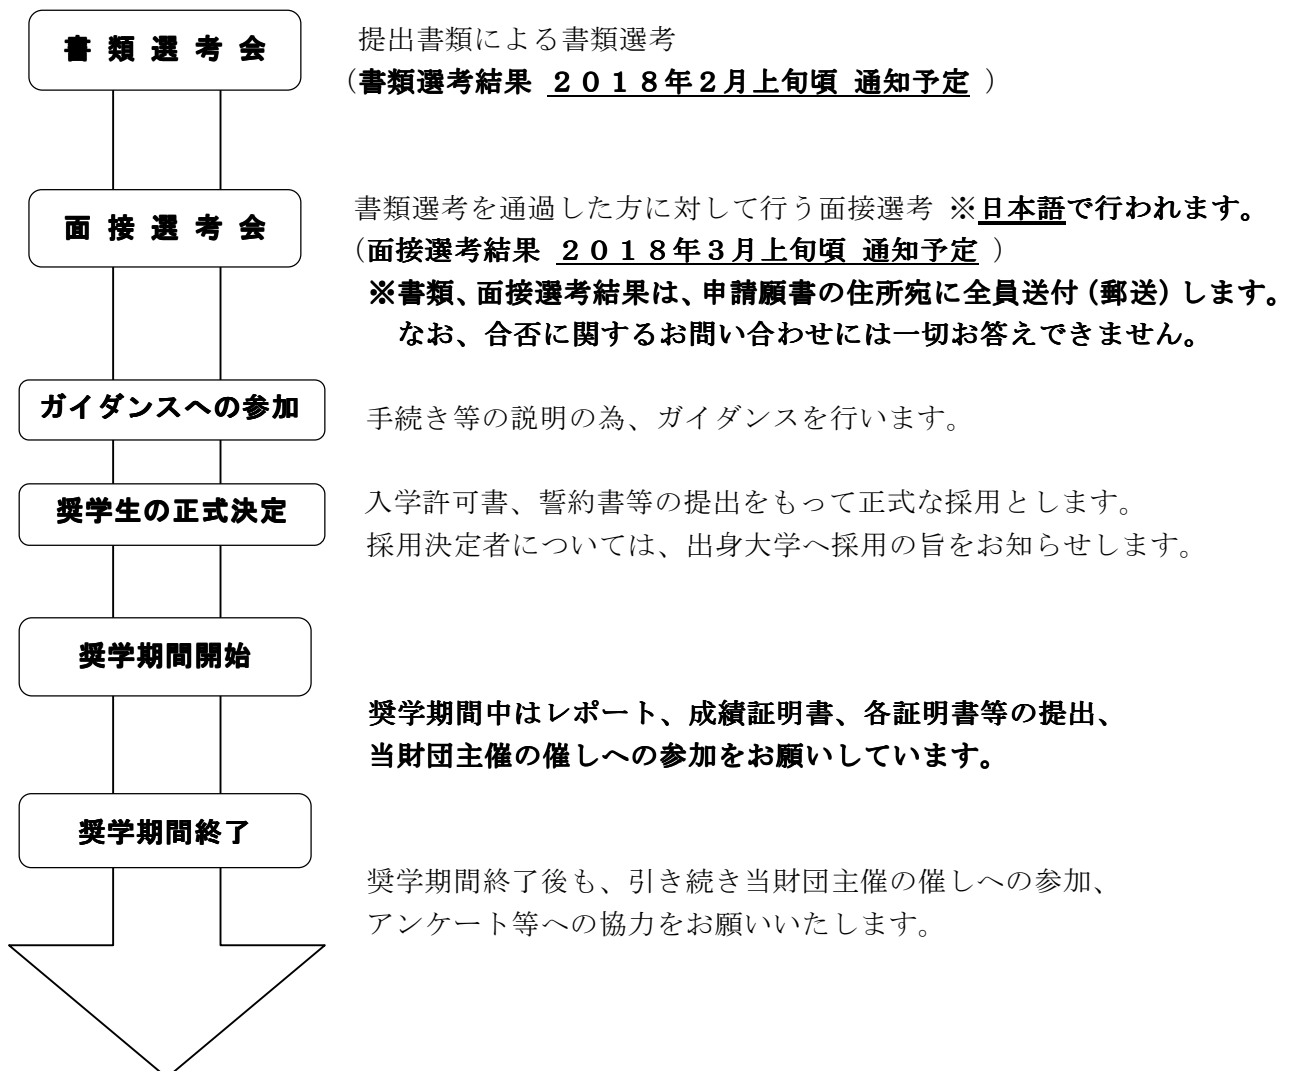 書 類 選 考 会
提出書類による書類選考
（書類選考結果 ２０１８年２月上旬頃 通知予定 ）
面 接 選 考 会
書類選考を通過した方に対して行う面接選考 ※日本語で行われます。
（面接選考結果 ２０１８年３月上旬頃 通知予定 ）
※書類、面接選考結果は、申請願書の住所宛に全員送付（郵送）します。
なお、合否に関するお問い合わせには一切お答えできません。
ガイダンスへの参加
手続き等の説明の為、ガイダンスを行います。
奨学生の正式決定
入学許可書、誓約書等の提出をもって正式な採用とします。
採用決定者については、出身大学へ採用の旨をお知らせします。
奨学期間開始
奨学期間中はレポート、成績証明書、各証明書等の提出、
当財団主催の催しへの参加をお願いしています。
奨学期間終了
奨学期間終了後も、引き続き当財団主催の催しへの参加、
アンケート等への協力をお願いいたします。